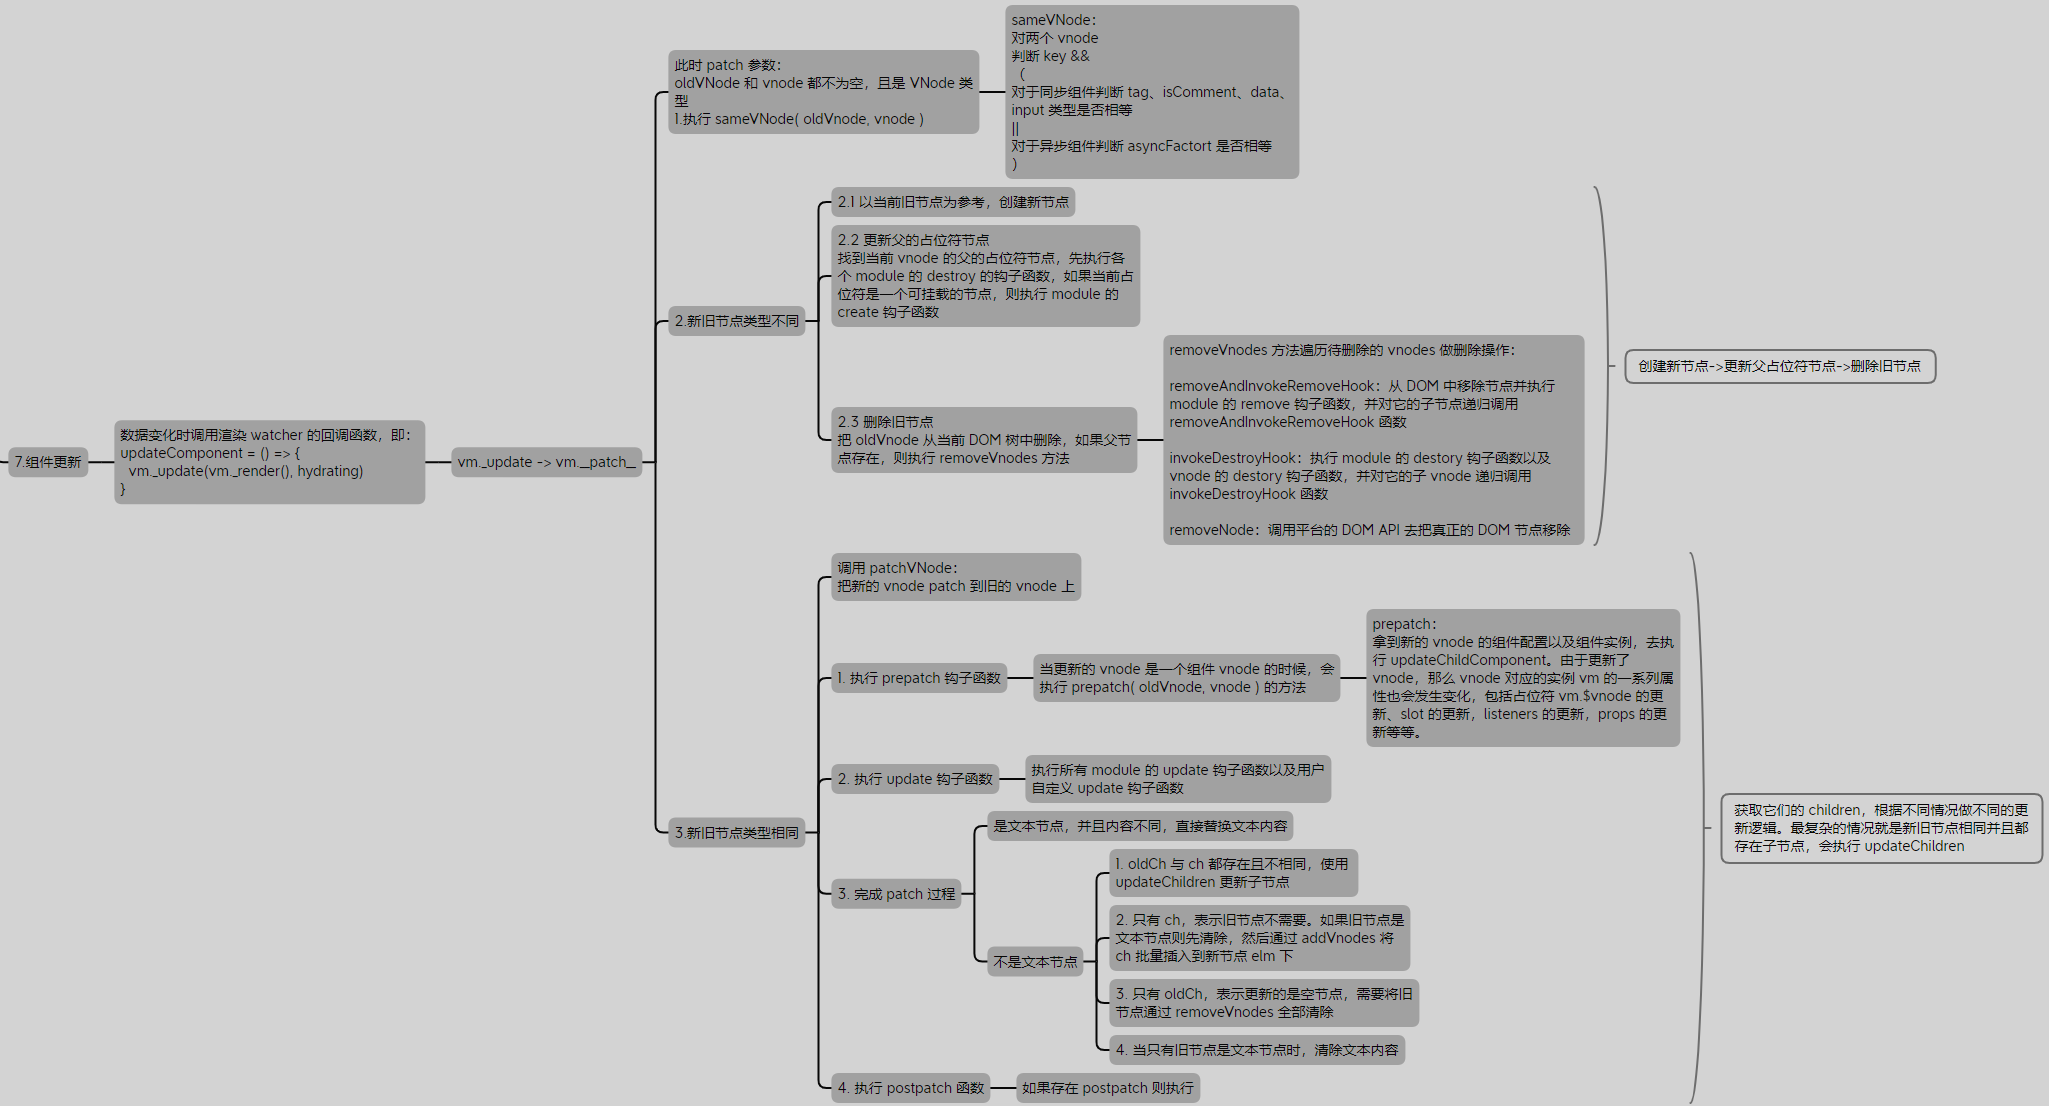 7.组件更新
数据变化时调用渲染 watcher 的回调函数，即：
updateComponent = () => {
vm._update(vm._render(), hydrating)
}
vm._update -> vm.__patch__
此时 patch 参数：
oldVNode 和 vnode 都不为空，且是 VNode 类
型
1.执行 sameVNode( oldVnode, vnode )
sameVNode：
对两个 vnode
判断 key &&
（
对于同步组件判断 tag、isComment、data、
input 类型是否相等
||
对于异步组件判断 asyncFactort 是否相等
）
2.新旧节点类型不同
2.1 以当前旧节点为参考，创建新节点
2.2 更新父的占位符节点
找到当前 vnode 的父的占位符节点，先执行各
个 module 的 destroy 的钩子函数，如果当前占
位符是一个可挂载的节点，则执行 module 的
create 钩子函数
2.3 删除旧节点
把 oldVnode 从当前 DOM 树中删除，如果父节
点存在，则执行 removeVnodes 方法
removeVnodes 方法遍历待删除的 vnodes 做删除操作：
removeAndInvokeRemoveHook：从 DOM 中移除节点并执行
module 的 remove 钩子函数，并对它的子节点递归调用
removeAndInvokeRemoveHook 函数
invokeDestroyHook：执行 module 的 destory 钩子函数以及
vnode 的 destory 钩子函数，并对它的子 vnode 递归调用
invokeDestroyHook 函数
removeNode：调用平台的 DOM API 去把真正的 DOM 节点移除
创建新节点->更新父占位符节点->删除旧节点
3.新旧节点类型相同
调用 patchVNode：
把新的 vnode patch 到旧的 vnode 上
1. 执行 prepatch 钩子函数
当更新的 vnode 是一个组件 vnode 的时候，会
执行 prepatch( oldVnode, vnode ) 的方法
prepatch：
拿到新的 vnode 的组件配置以及组件实例，去执
行 updateChildComponent。由于更新了
vnode，那么 vnode 对应的实例 vm 的一系列属
性也会发生变化，包括占位符 vm.$vnode 的更
新、slot 的更新，listeners 的更新，props 的更
新等等。
2. 执行 update 钩子函数
执行所有 module 的 update 钩子函数以及用户
自定义 update 钩子函数
3. 完成 patch 过程
是文本节点，并且内容不同，直接替换文本内容
不是文本节点
1. oldCh 与 ch 都存在且不相同，使用
updateChildren 更新子节点
2. 只有 ch，表示旧节点不需要。如果旧节点是
文本节点则先清除，然后通过 addVnodes 将
ch 批量插入到新节点 elm 下
3. 只有 oldCh，表示更新的是空节点，需要将旧
节点通过 removeVnodes 全部清除
4. 当只有旧节点是文本节点时，清除文本内容
4. 执行 postpatch 函数
如果存在 postpatch 则执行
获取它们的 children，根据不同情况做不同的更
新逻辑。最复杂的情况就是新旧节点相同并且都
存在子节点，会执行 updateChildren